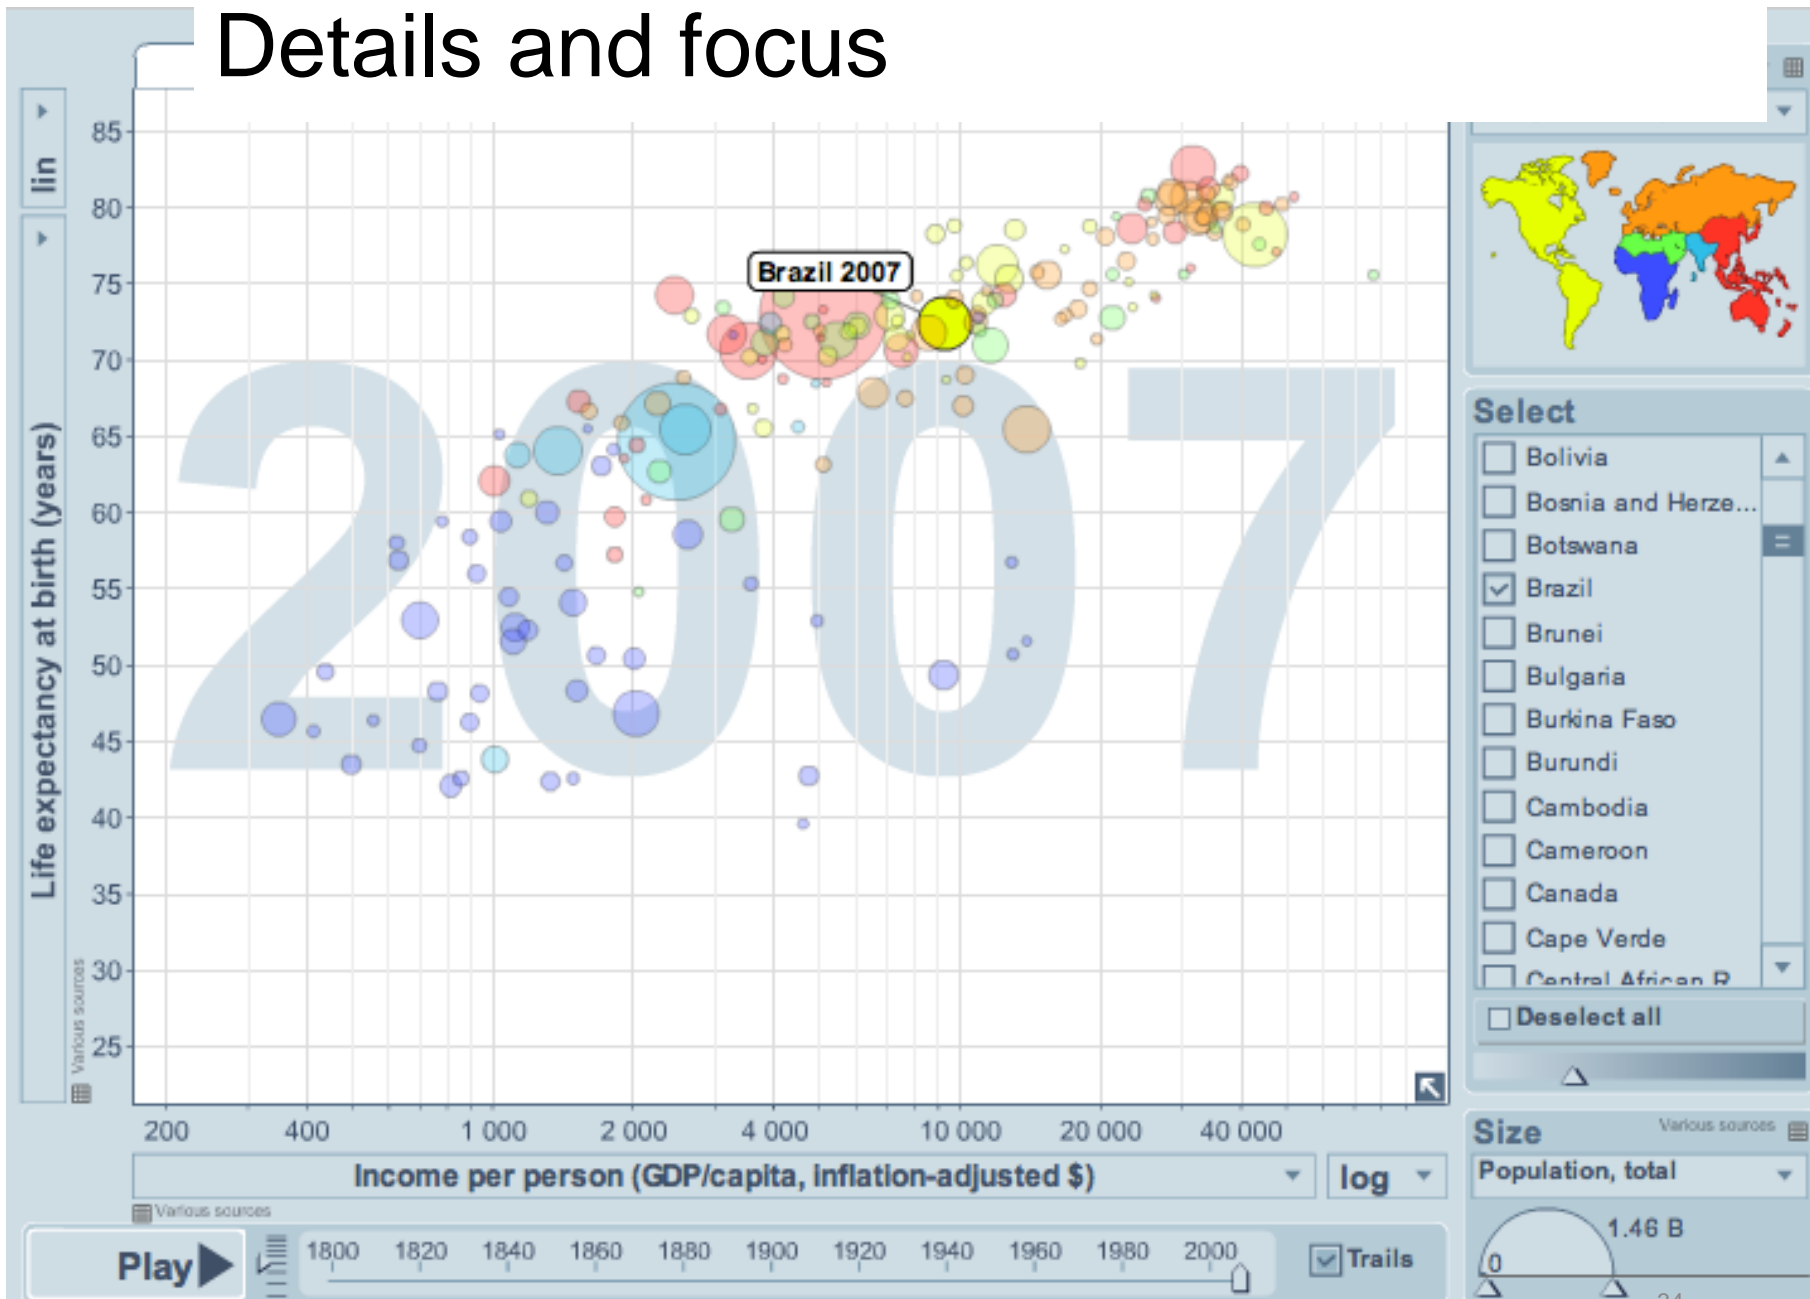 Details and focus
lin
Life expectancy at birth (years)
Various sources
85
80
75
70
65
60
55
50
45
40
35
30
25
2007
Brazil 2007
200
400
1 000
2 000
4 000
10 000
20 000
40 000
Income per person (GDP/capita, inflation-adjusted $)
log
Various sources
Play
1800 1820 1840 1860 1880 1900 1920 1940 1960 1980 2000
Trails
Select
Bolivia
Bosnia and Herze...
Botswana
Brazil
Brunei
Bulgaria
Burkina Faso
Burundi
Cambodia
Cameroon
Canada
Cape Verde
Central African R
Deselect all
Size
Various sources
Population, total
1.46 B
0